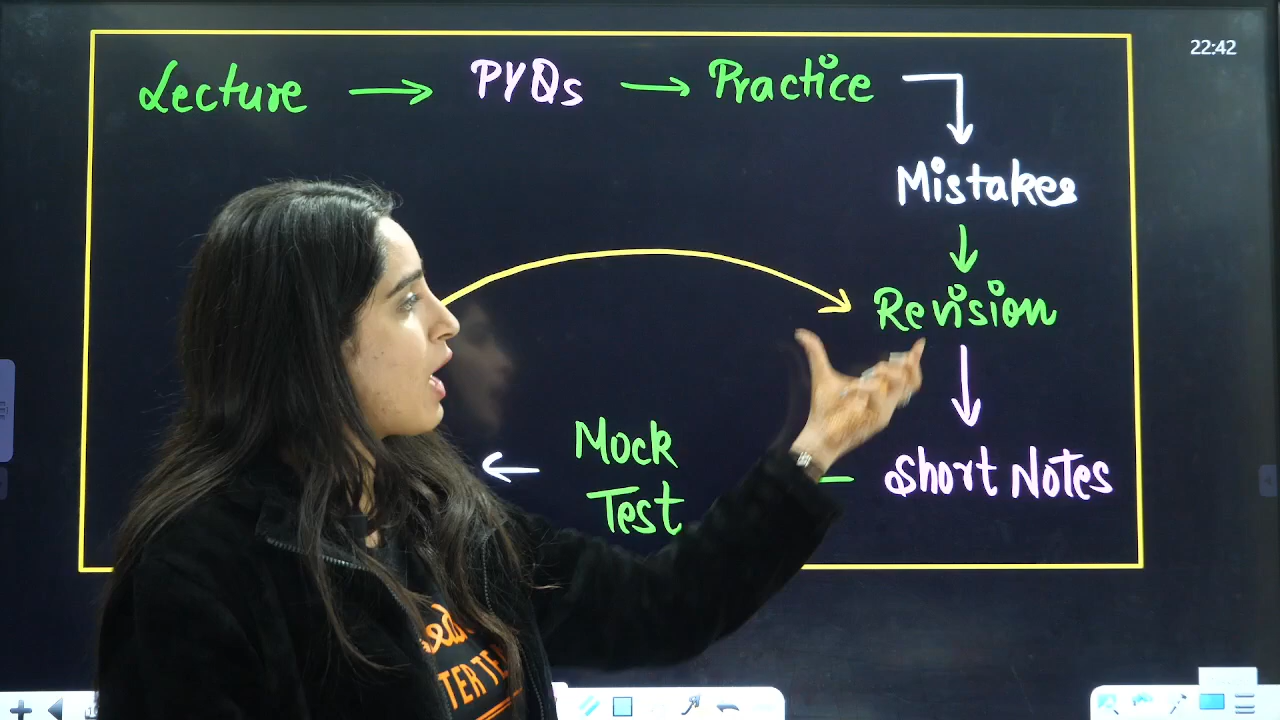 22:42
Lecture → PYQs → Practice
Mistakes
Revision
Short Notes
Mock
Test